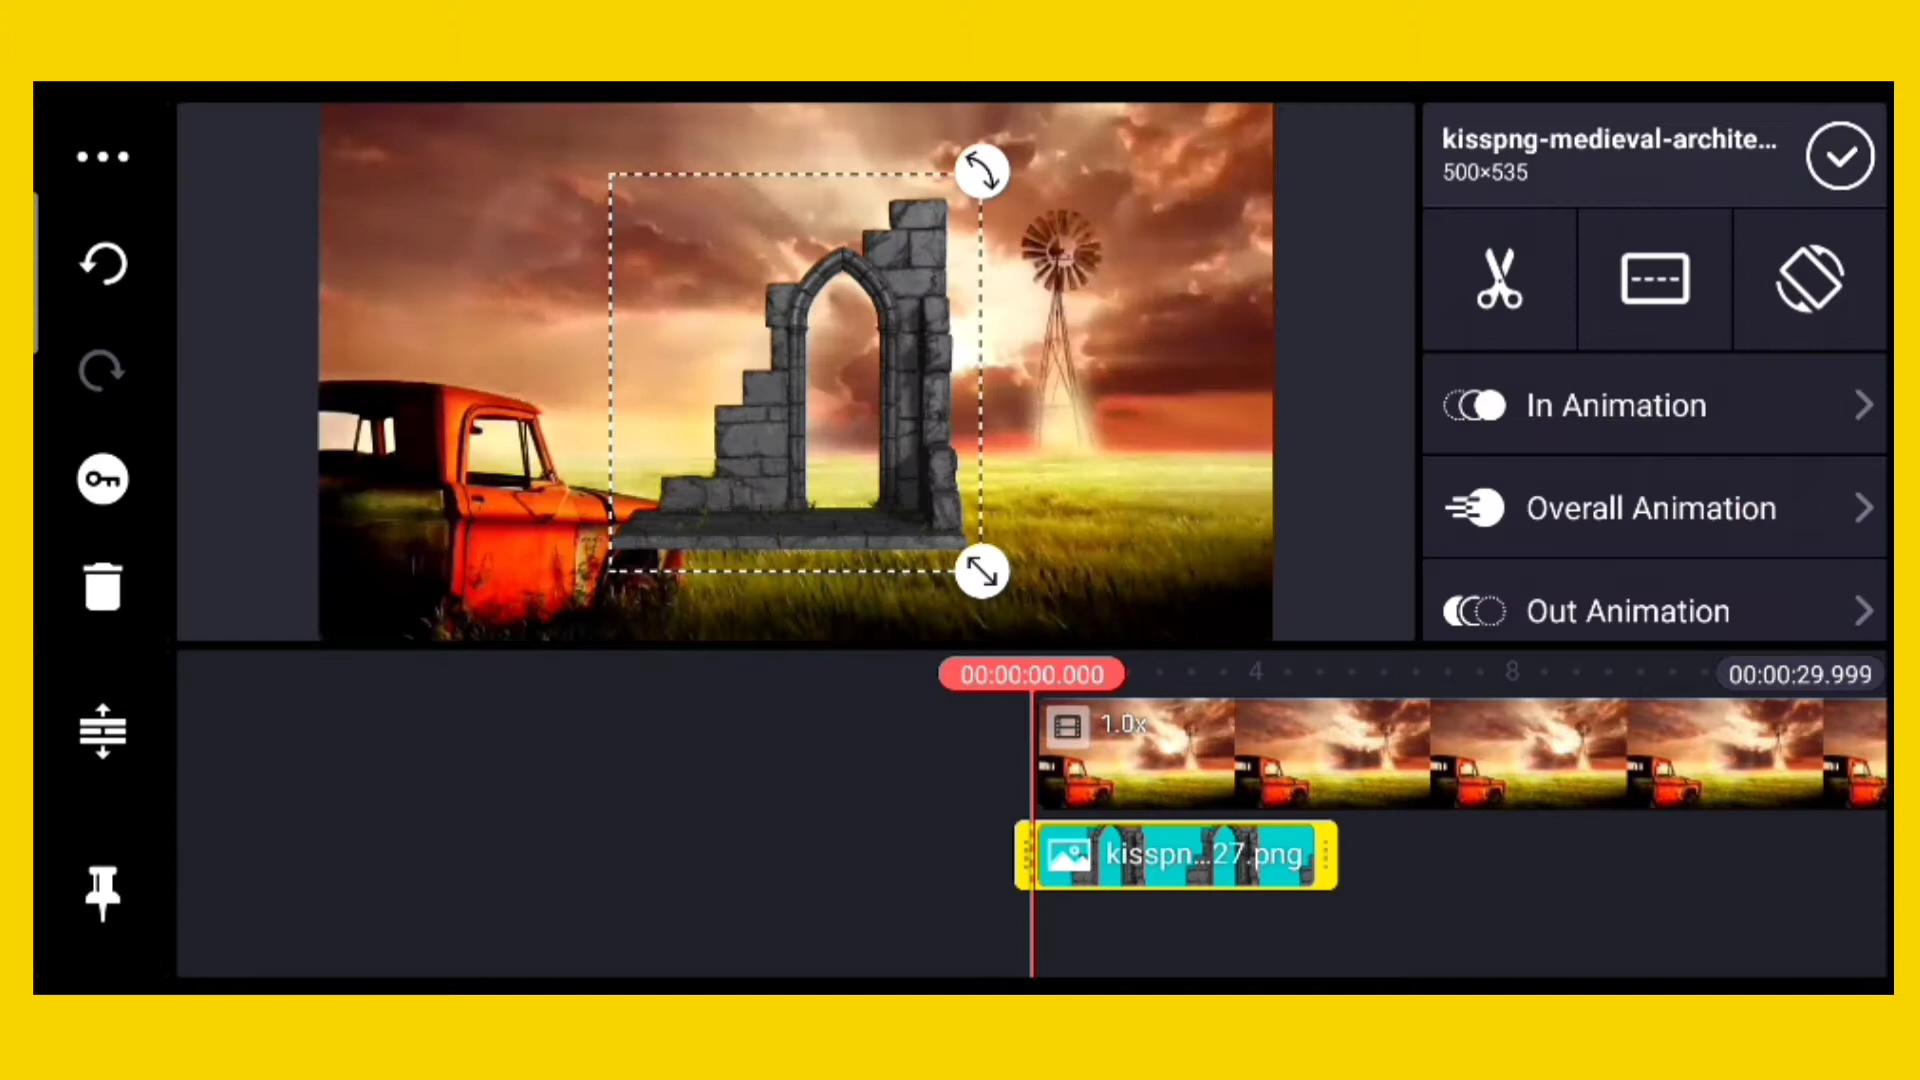 kisspng-medieval-archite...
500×535
In Animation
Overall Animation
Out Animation
00:00:00.000
4
8
00:00:29.999
1.0x
kisspn...27.png